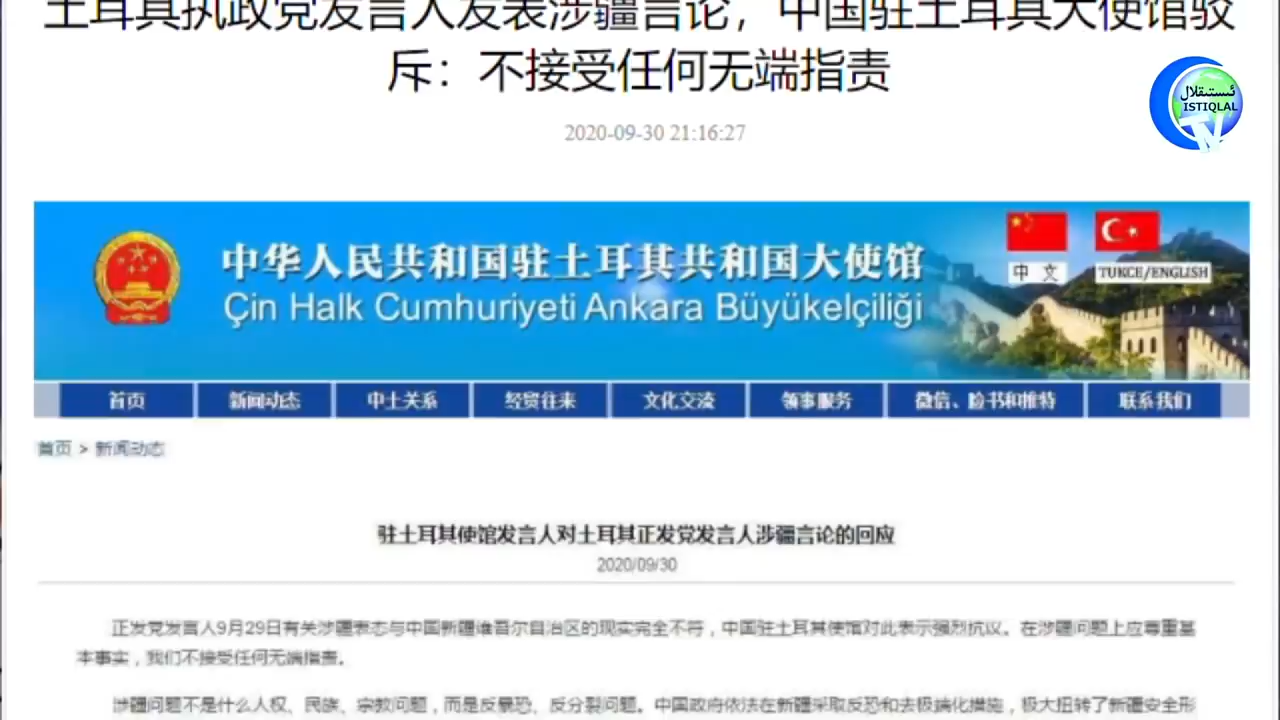 土耳其执政党发言人发表涉疆言论，中国驻土耳其大使馆驳
斥：不接受任何无端指责
2020-09-30 21:16:27
ئىستىقلال
ISTIQLAL
TV
中华人民共和国驻土耳其共和国大使馆
Çin Halk Cumhuriyeti Ankara Büyükelçiliği
中 文
TUKCE/ENGLISH
首页 新闻动态 中土关系 经贸往来 文化交流 领事服务 微信、脸书和推特 联系我们
首页 > 新闻动态
驻土耳其使馆发言人对土耳其正发党发言人涉疆言论的回应
2020/09/30
正发党发言人9月29日有关涉疆表态与中国新疆维吾尔自治区的现实完全不符，中国驻土耳其使馆对此表示强烈抗议。在涉疆问题上应尊重基
本事实，我们不接受任何无端指责。
涉疆问题不是什么人权、民族、宗教问题，而是反暴恐、反分裂问题。中国政府依法在新疆采取反恐和去极端化措施，极大扭转了新疆安全形